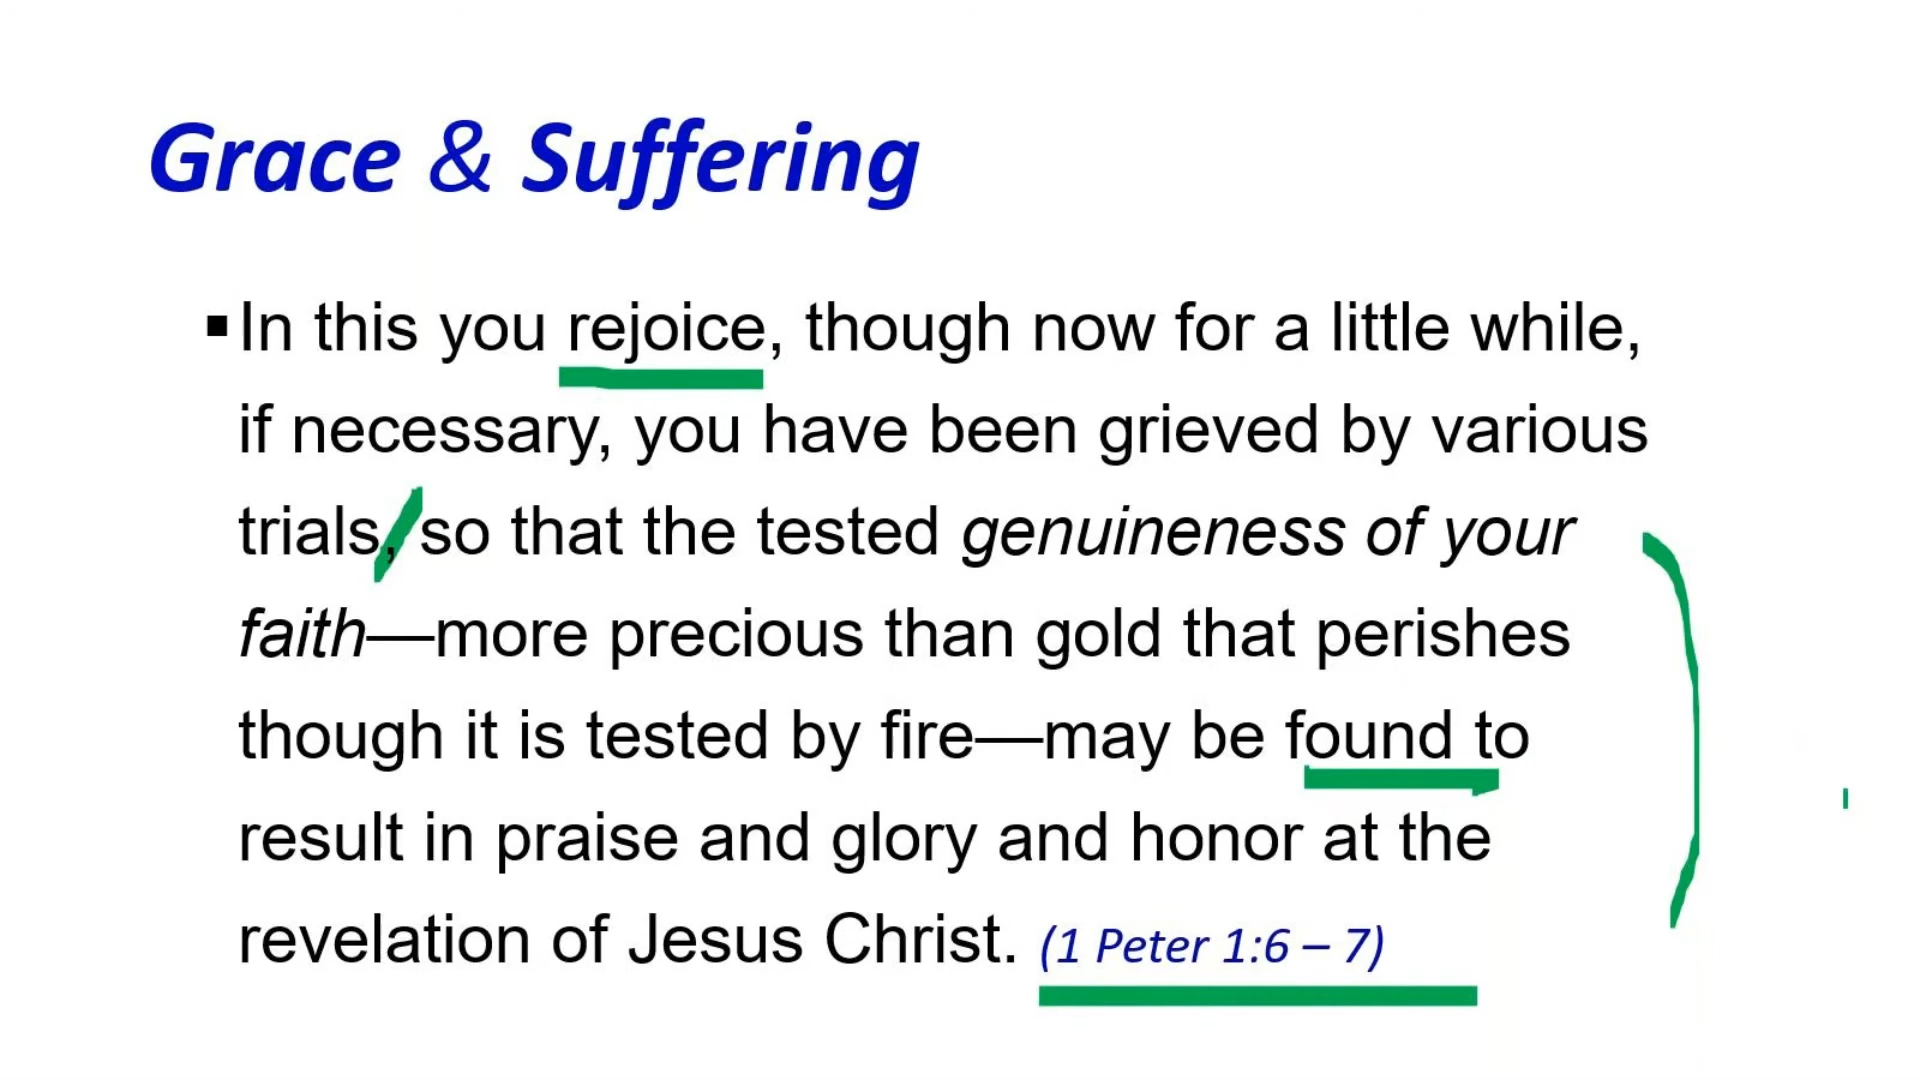 Grace & Suffering
▪In this you rejoice, though now for a little while,
if necessary, you have been grieved by various
trials, so that the tested genuineness of your
faith—more precious than gold that perishes
though it is tested by fire—may be found to
result in praise and glory and honor at the
revelation of Jesus Christ. (1 Peter 1:6 – 7)